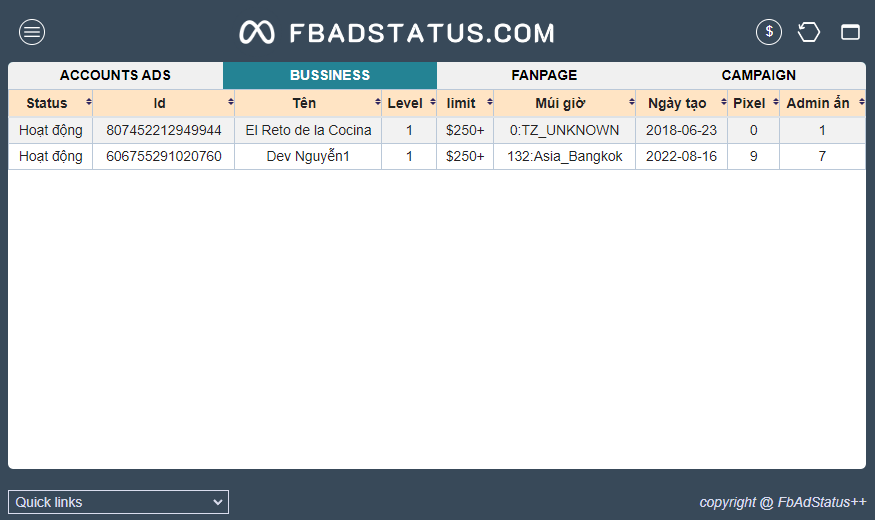 FBADSTATUS.COM
$
ACCOUNTS ADS BUSSINESS FANPAGE CAMPAIGN
Status Id Tên Level limit Múi giờ Ngày tạo Pixel Admin ẩn
Hoạt động 807452212949944 El Reto de la Cocina 1 $250+ 0:TZ_UNKNOWN 2018-06-23 0 1
Hoạt động 606755291020760 Dev Nguyễn1 1 $250+ 132:Asia_Bangkok 2022-08-16 9 7
Quick links copyright @ FbAdStatus++